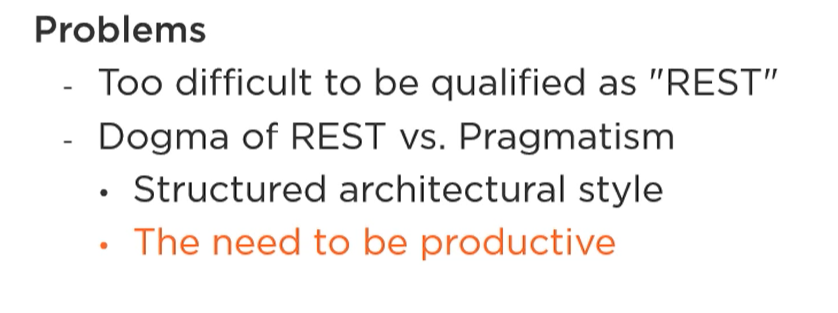 Problems
- Too difficult to be qualified as "REST"
- Dogma of REST vs. Pragmatism
• Structured architectural style
• The need to be productive